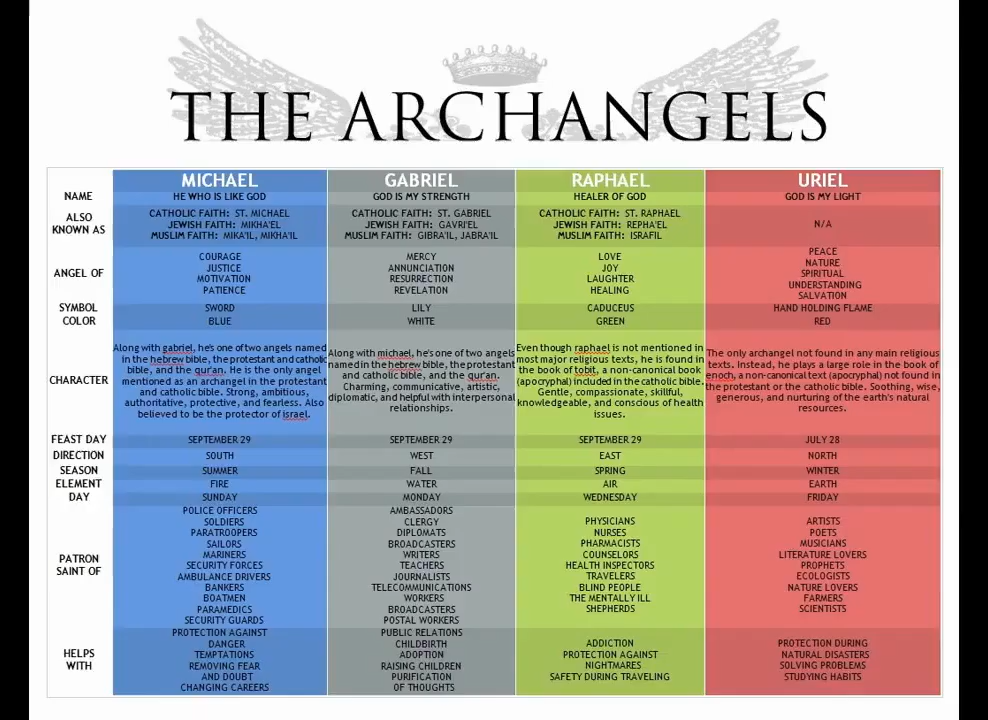 THE ARCHANGELS
MICHAEL GABRIEL RAPHAEL URIEL
NAME HE WHO IS LIKE GOD GOD IS MY STRENGTH HEALER OF GOD GOD IS MY LIGHT
ALSO
KNOWN AS
CATHOLIC FAITH: ST. MICHAEL
JEWISH FAITH: MIKHA'EL
MUSLIM FAITH: MIKA'IL, MIKHA'IL
CATHOLIC FAITH: ST. GABRIEL
JEWISH FAITH: GAVRI'EL
MUSLIM FAITH: GIBRA'IL, JABRA'IL
CATHOLIC FAITH: ST. RAPHAEL
JEWISH FAITH: REPHA'EL
MUSLIM FAITH: ISRAFIL
N/A
ANGEL OF
COURAGE
JUSTICE
MOTIVATION
PATIENCE
MERCY
ANNUNCIATION
RESURRECTION
REVELATION
LOVE
JOY
LAUGHTER
HEALING
PEACE
NATURE
SPIRITUAL
UNDERSTANDING
SALVATION
SYMBOL SWORD LILY CADUCEUS HAND HOLDING FLAME
COLOR BLUE WHITE GREEN RED
CHARACTER
Along with gabriel, he's one of two angels named
in the hebrew bible, the protestant and catholic
bible, and the qur'an. He is the only angel
mentioned as an archangel in the protestant
and catholic bible. Strong, ambitious,
authoritative, protective, and fearless. Also
believed to be the protector of israel.
Along with michael, he's one of two angels
named in the hebrew bible, the protestant
and catholic bible, and the qur'an.
Charming, communicative, artistic,
diplomatic, and helpful with interpersonal
relationships.
Even though raphael is not mentioned in
most major religious texts, he is found in
the book of tobit, a non-canonical book
(apocryphal) included in the catholic bible.
Gentle, compassionate, skillful,
knowledgeable, and conscious of health
issues.
The only archangel not found in any main religious
texts. Instead, he plays a large role in the book of
enoch, a non-canonical text (apocryphal) not found in
the protestant or the catholic bible. Soothing, wise,
generous, and nurturing of the earth's natural
resources.
FEAST DAY SEPTEMBER 29 SEPTEMBER 29 SEPTEMBER 29 JULY 28
DIRECTION SOUTH WEST EAST NORTH
SEASON SUMMER FALL SPRING WINTER
ELEMENT FIRE WATER AIR EARTH
DAY SUNDAY MONDAY WEDNESDAY FRIDAY
PATRON
SAINT OF
POLICE OFFICERS
SOLDIERS
PARATROOPERS
SAILORS
MARINERS
SECURITY FORCES
AMBULANCE DRIVERS
BANKERS
BOATMEN
PARAMEDICS
SECURITY GUARDS
AMBASSADORS
CLERGY
DIPLOMATS
BROADCASTERS
WRITERS
TEACHERS
JOURNALISTS
TELECOMMUNICATIONS
WORKERS
BROADCASTERS
POSTAL WORKERS
PHYSICIANS
NURSES
PHARMACISTS
COUNSELORS
HEALTH INSPECTORS
TRAVELERS
BLIND PEOPLE
THE MENTALLY ILL
SHEPHERDS
ARTISTS
POETS
MUSICIANS
LITERATURE LOVERS
PROPHETS
ECOLOGISTS
NATURE LOVERS
FARMERS
SCIENTISTS
HELPS
WITH
PROTECTION AGAINST
DANGER
TEMPTATIONS
REMOVING FEAR
AND DOUBT
CHANGING CAREERS
PUBLIC RELATIONS
CHILDBIRTH
ADOPTION
RAISING CHILDREN
PURIFICATION
OF THOUGHTS
ADDICTION
PROTECTION AGAINST
NIGHTMARES
SAFETY DURING TRAVELING
PROTECTION DURING
NATURAL DISASTERS
SOLVING PROBLEMS
STUDYING HABITS